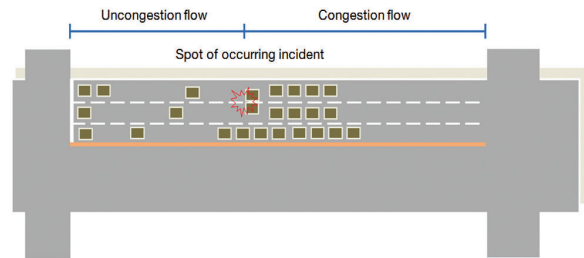 Uncongestion flow
Congestion flow
Spot of occurring incident